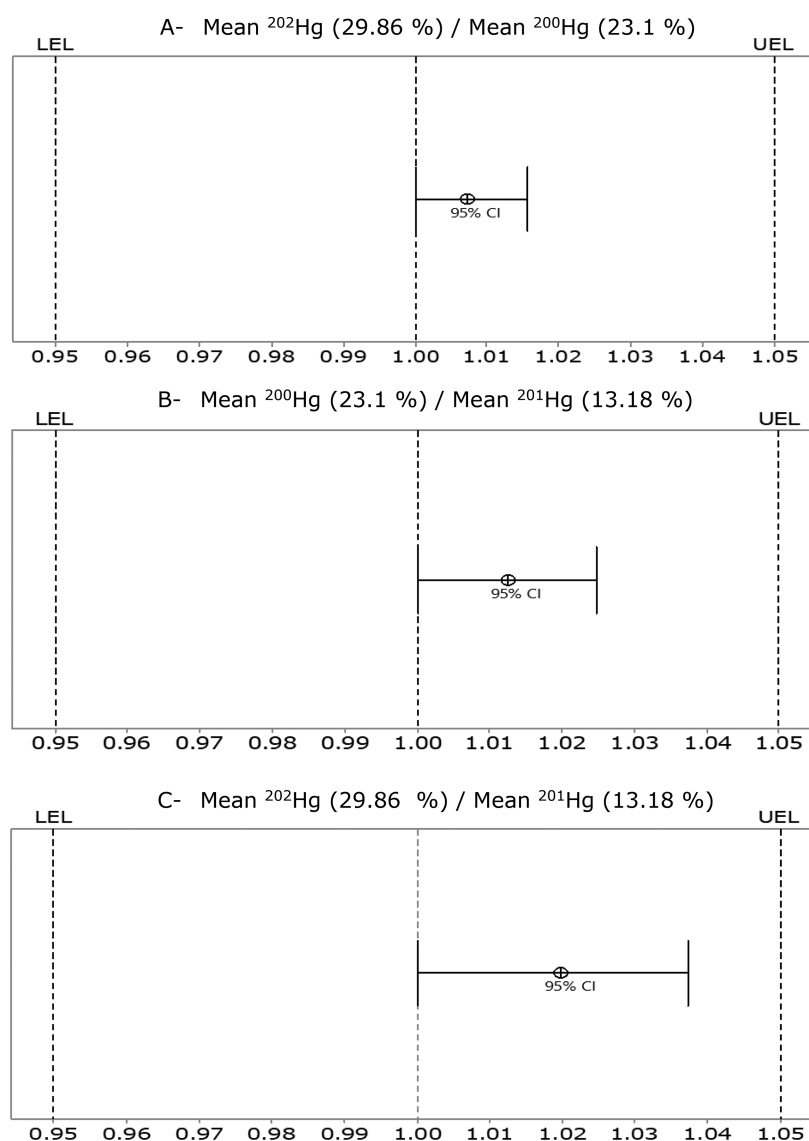 A- Mean ²⁰²Hg (29.86 %) / Mean ²⁰⁰Hg (23.1 %)
LEL UEL
95% CI
0.95 0.96 0.97 0.98 0.99 1.00 1.01 1.02 1.03 1.04 1.05
B- Mean ²⁰⁰Hg (23.1 %) / Mean ²⁰¹Hg (13.18 %)
LEL UEL
95% CI
0.95 0.96 0.97 0.98 0.99 1.00 1.01 1.02 1.03 1.04 1.05
C- Mean ²⁰²Hg (29.86 %) / Mean ²⁰¹Hg (13.18 %)
LEL UEL
95% CI
0.95 0.96 0.97 0.98 0.99 1.00 1.01 1.02 1.03 1.04 1.05